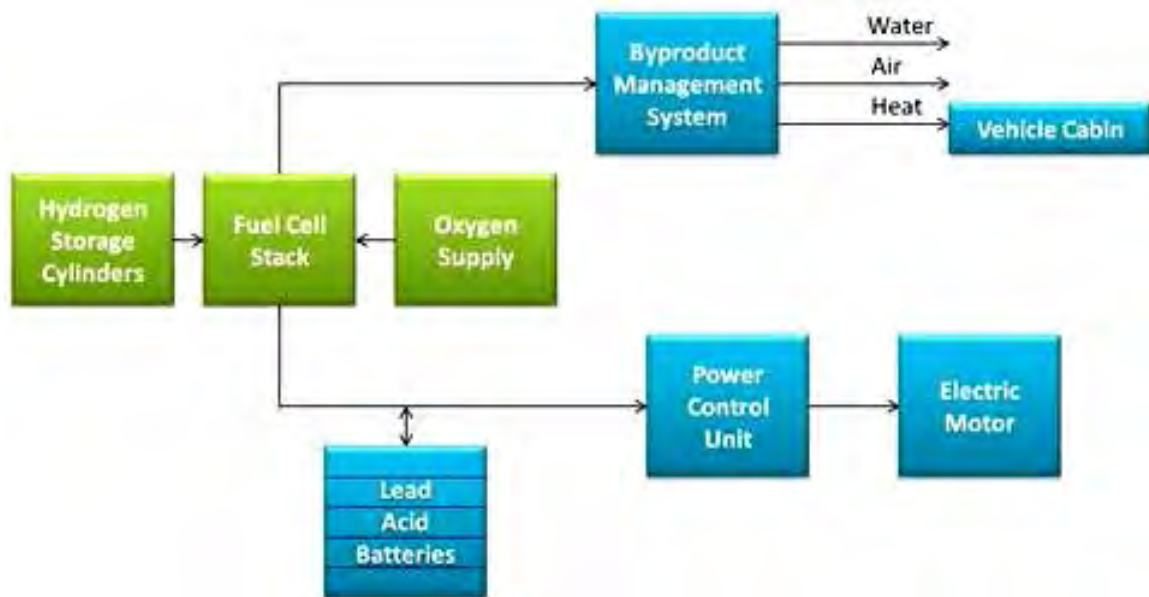 Byproduct
Management
System
Water
Air
Heat
Vehicle Cabin
Hydrogen
Storage
Cylinders
Fuel Cell
Stack
Oxygen
Supply
Power
Control
Unit
Electric
Motor
Lead
Acid
Batteries